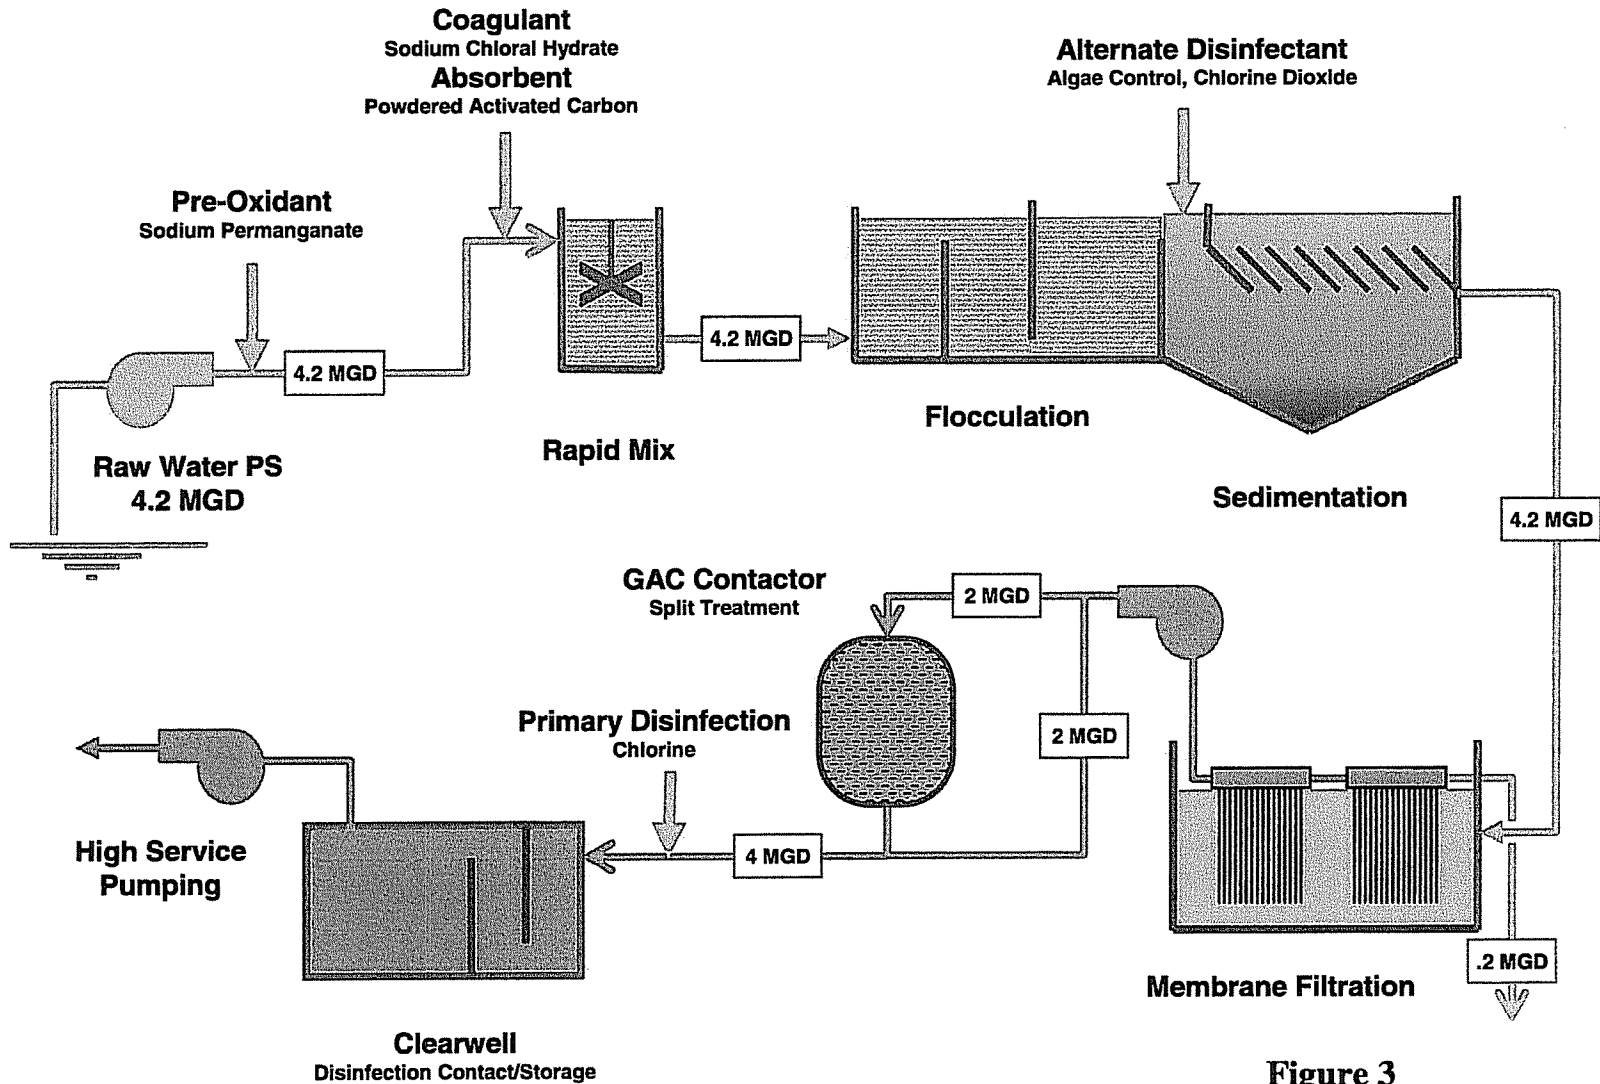 Coagulant
Sodium Chloral Hydrate
Absorbent
Powdered Activated Carbon
Alternate Disinfectant
Algae Control, Chlorine Dioxide
Pre-Oxidant
Sodium Permanganate
4.2 MGD
4.2 MGD
Raw Water PS
4.2 MGD
Rapid Mix
Flocculation
Sedimentation
4.2 MGD
GAC Contactor
Split Treatment
2 MGD
Primary Disinfection
Chlorine
2 MGD
4 MGD
High Service
Pumping
.2 MGD
Membrane Filtration
Clearwell
Disinfection Contact/Storage
Figure 3